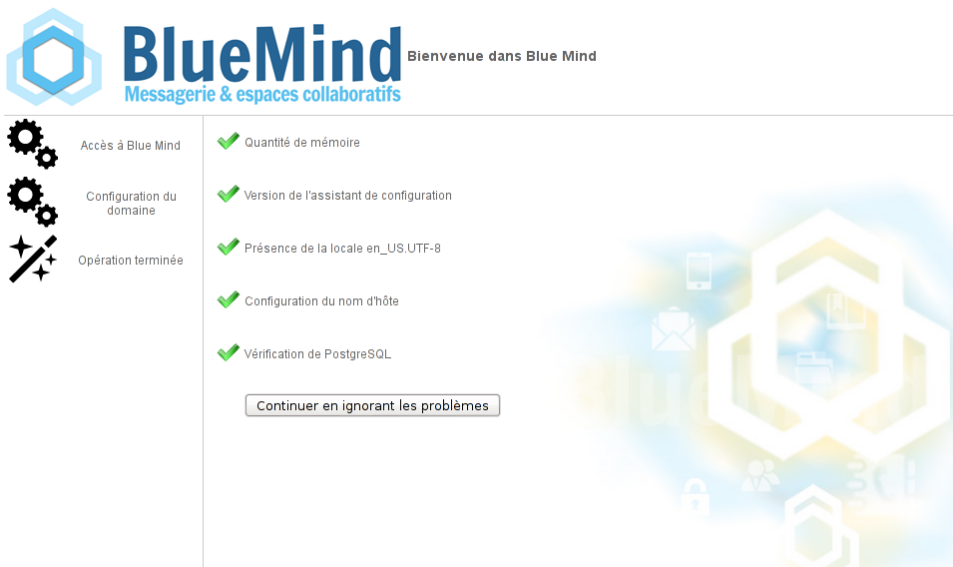 BlueMind
Messagerie & espaces collaboratifs
Bienvenue dans Blue Mind
Accès à Blue Mind
Configuration du
domaine
Opération terminée
Quantité de mémoire
Version de l'assistant de configuration
Présence de la locale en_US.UTF-8
Configuration du nom d'hôte
Vérification de PostgreSQL
Continuer en ignorant les problèmes